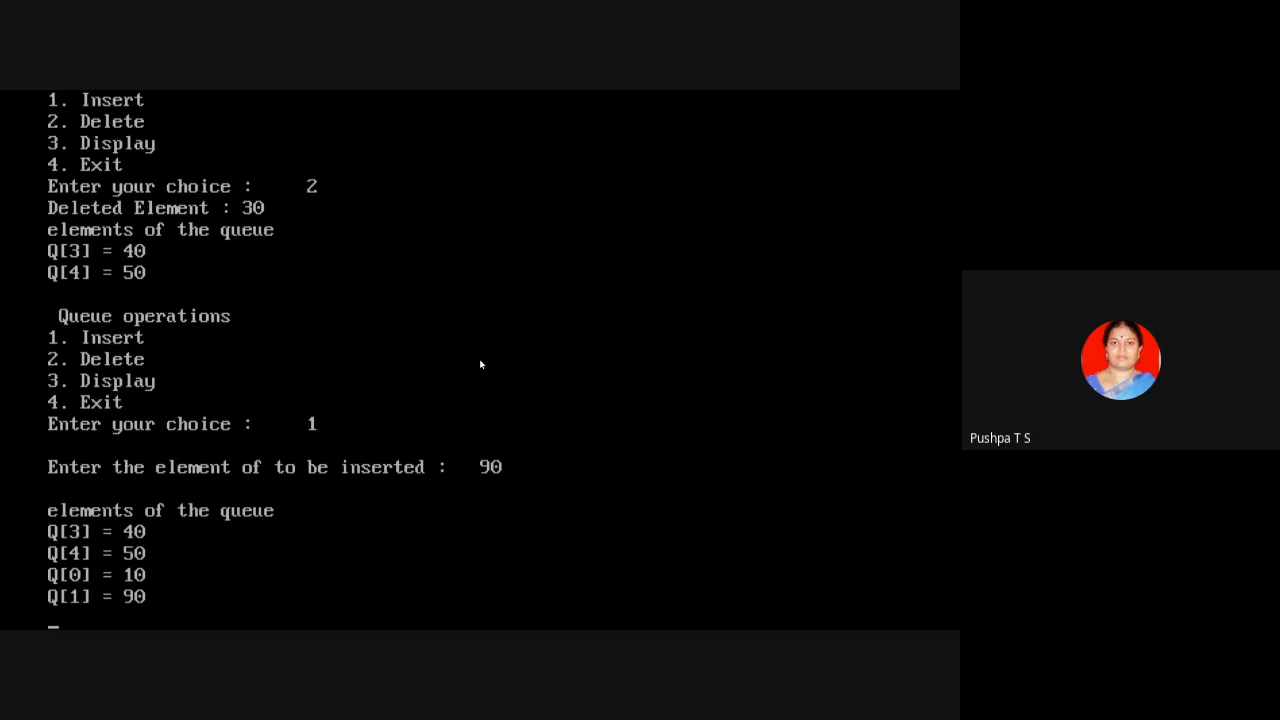 1. Insert
2. Delete
3. Display
4. Exit
Enter your choice : 2
Deleted Element : 30
elements of the queue
Q[3] = 40
Q[4] = 50
Queue operations
1. Insert
2. Delete
3. Display
4. Exit
Enter your choice : 1
Enter the element of to be inserted : 90
elements of the queue
Q[3] = 40
Q[4] = 50
Q[0] = 10
Q[1] = 90
_
Pushpa T S